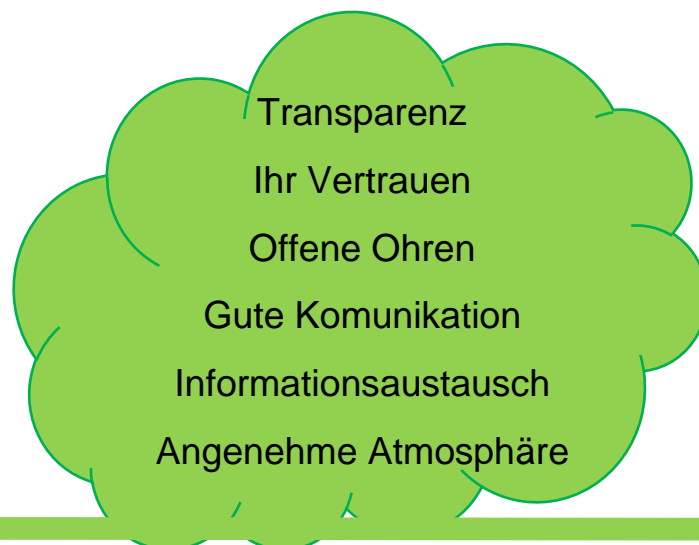 Transparenz
Ihr Vertrauen
Offene Ohren
Gute Komunikation
Informationsaustausch
Angenehme Atmosphäre